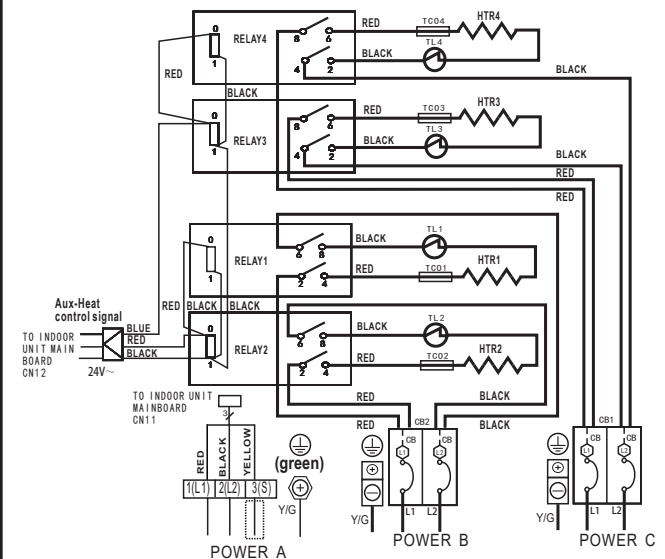 0
1
RELAY4
8 6
4 2
RED
TCO4
HTR4
BLACK
TL4
BLACK
RED
BLACK
0
1
RELAY3
8 6
4 2
RED
TCO3
HTR3
BLACK
TL3
BLACK
RED
RED
0
1
RELAY1
6 8
2 4
BLACK
TL1
RED
TCO1
HTR1
RED BLACK BLACK
0
1
RELAY2
6 8
2 4
BLACK
TL2
RED
TCO2
HTR2
Aux-Heat
control signal
TO INDOOR
UNIT MAIN
BOARD
CN12
BLUE
RED
BLACK
24V~
RED
BLACK
RED
BLACK
TO INDOOR UNIT
MAINBOARD
CN11
3
RED
BLACK
YELLOW
(green)
1(L1) 2(L2) 3(S)
Y/G
POWER A
CB2
CB CB
L1 L2
Y/G
L1 L2
POWER B
CB1
CB CB
L1 L2
Y/G
L1 L2
POWER C